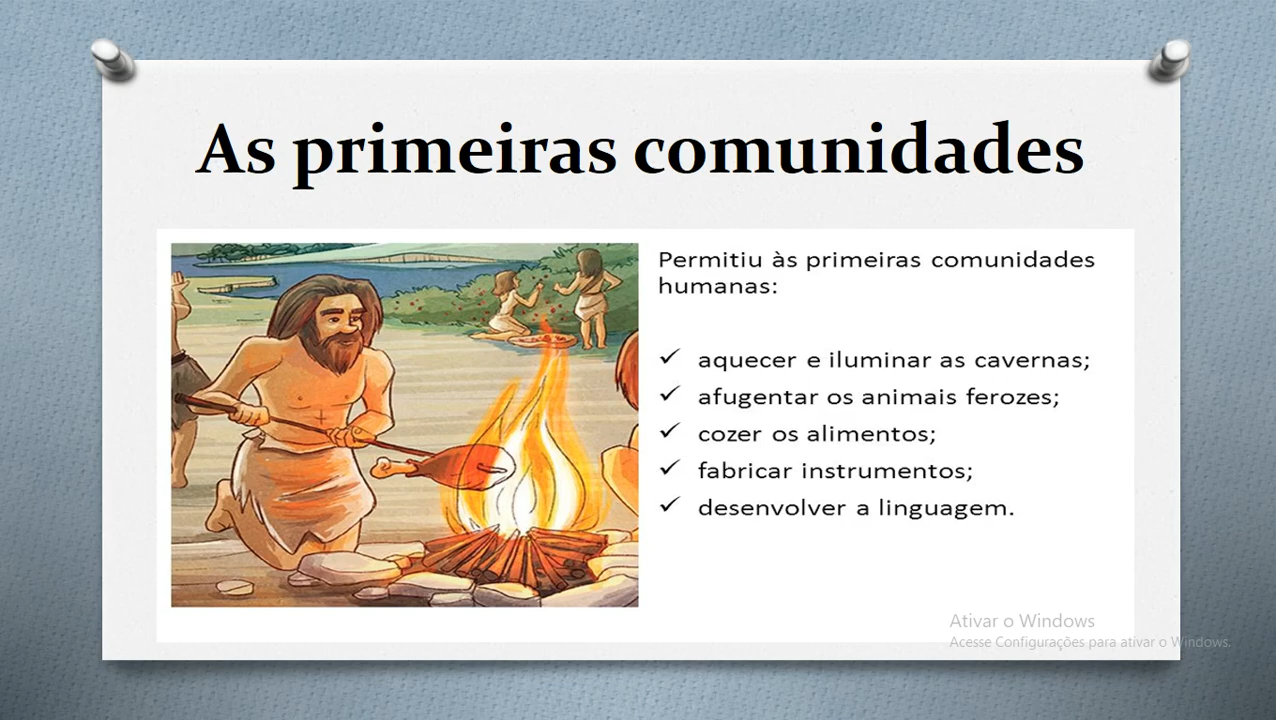 As primeiras comunidades
Permitiu às primeiras comunidades
humanas:
✓ aquecer e iluminar as cavernas;
✓ afugentar os animais ferozes;
✓ cozer os alimentos;
✓ fabricar instrumentos;
✓ desenvolver a linguagem.
Ativar o Windows
Acesse Configurações para ativar o Windows.